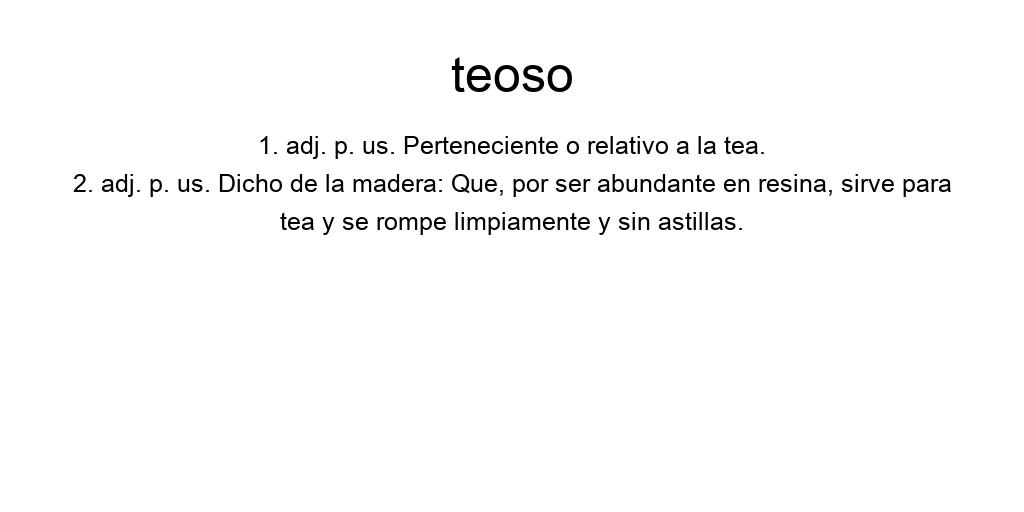 teoso
1. adj. p. us. Perteneciente o relativo a la tea.
2. adj. p. us. Dicho de la madera: Que, por ser abundante en resina, sirve para
tea y se rompe limpiamente y sin astillas.